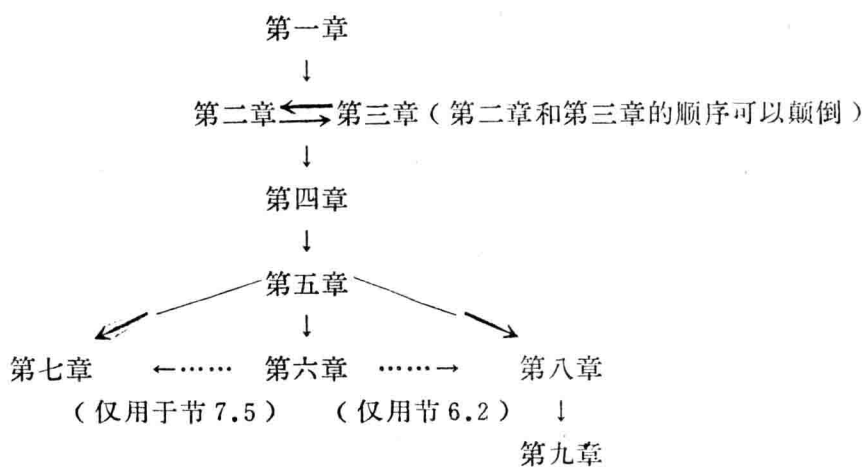 第一章
↓
第二章⇄第三章（第二章和第三章的顺序可以颠倒）
↓
第四章
↓
第五章
↓
第七章 ←…… 第六章 ……→ 第八章
（仅用于节7.5） （仅用节6.2） ↓
第九章